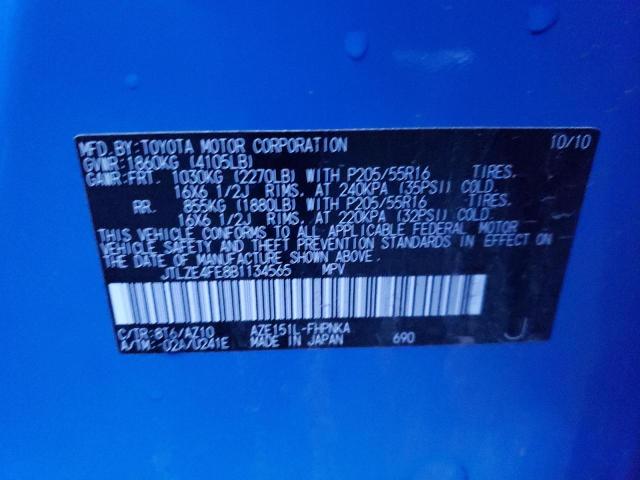 MFD. BY: TOYOTA MOTOR CORPORATION 10/10
GVWR: 1860KG (4105LB)
GAWR: FRT. 1030KG (2270LB) WITH P205/55R16 TIRES.
16X6 1/2J RIMS, AT 240KPA (35PSI) COLD.
RR. 855KG (1880LB) WITH P205/55R16 TIRES.
16X6 1/2J RIMS, AT 220KPA (32PSI) COLD.
THIS VEHICLE CONFORMS TO ALL APPLICABLE FEDERAL MOTOR
VEHICLE SAFETY AND THEFT PREVENTION STANDARDS IN EFFECT ON
THE DATE OF MANUFACTURE SHOWN ABOVE.
JTLZE4FE8B1134565 MPV
C/TR: 8T6/AZ10 AZE151L-FHPNKA
A/TM: -02A/U241E MADE IN JAPAN 690 J